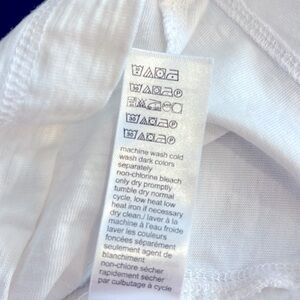 machine wash cold
wash dark colors
separately
non-chlorine bleach
only dry promptly
tumble dry normal
cycle, low heat low
heat iron if necessary
dry clean./ laver à la
machine à l'eau froide
laver les couleurs
foncées séparément
seulement agent de
blanchiment
non-chlore sécher
rapidement sécher
par culbutage à cycle